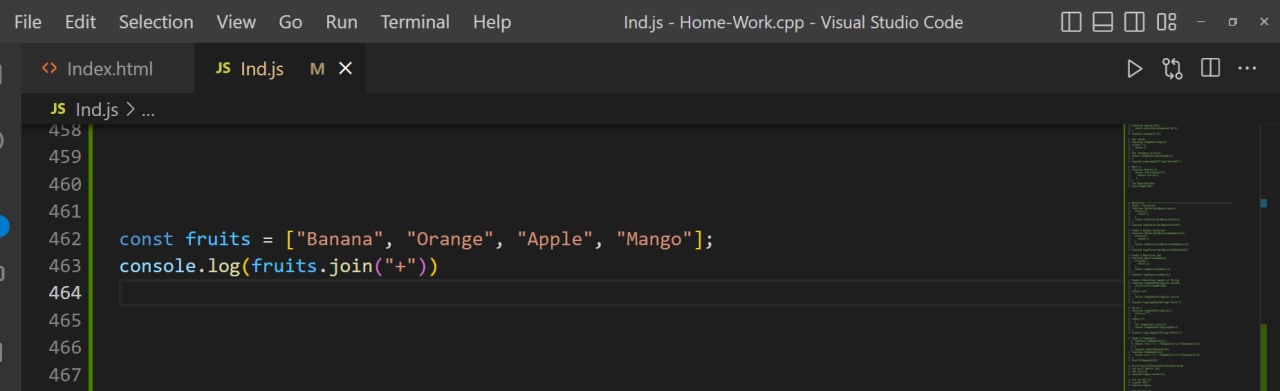 File Edit Selection View Go Run Terminal Help Ind.js - Home-Work.cpp - Visual Studio Code
<> Index.html JS Ind.js M
JS Ind.js > ...
458
459
460
461
462 const fruits = ["Banana", "Orange", "Apple", "Mango"];
463 console.log(fruits.join("+"))
464
465
466
467